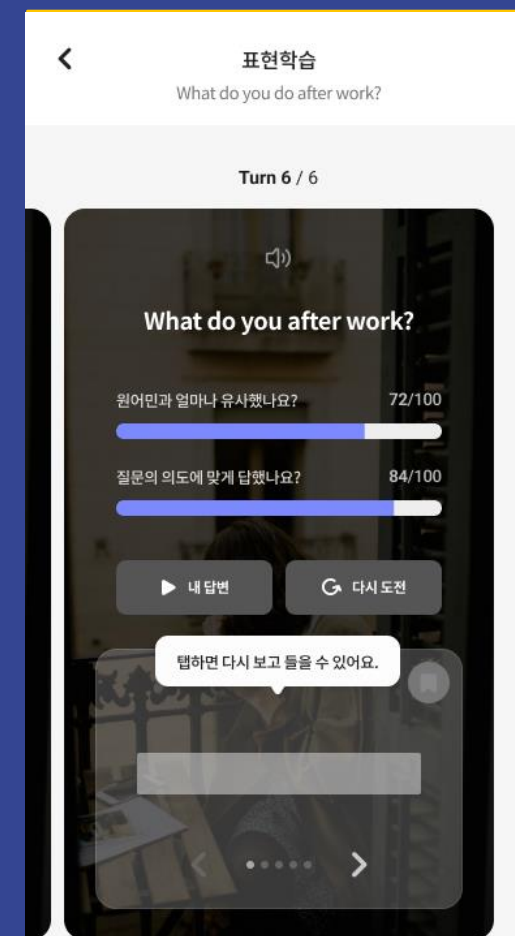 표현학습
What do you do after work?
Turn 6 / 6
What do you after work?
원어민과 얼마나 유사했나요? 72/100
질문의 의도에 맞게 답했나요? 84/100
내 답변 다시 도전
탭하면 다시 보고 들을 수 있어요.